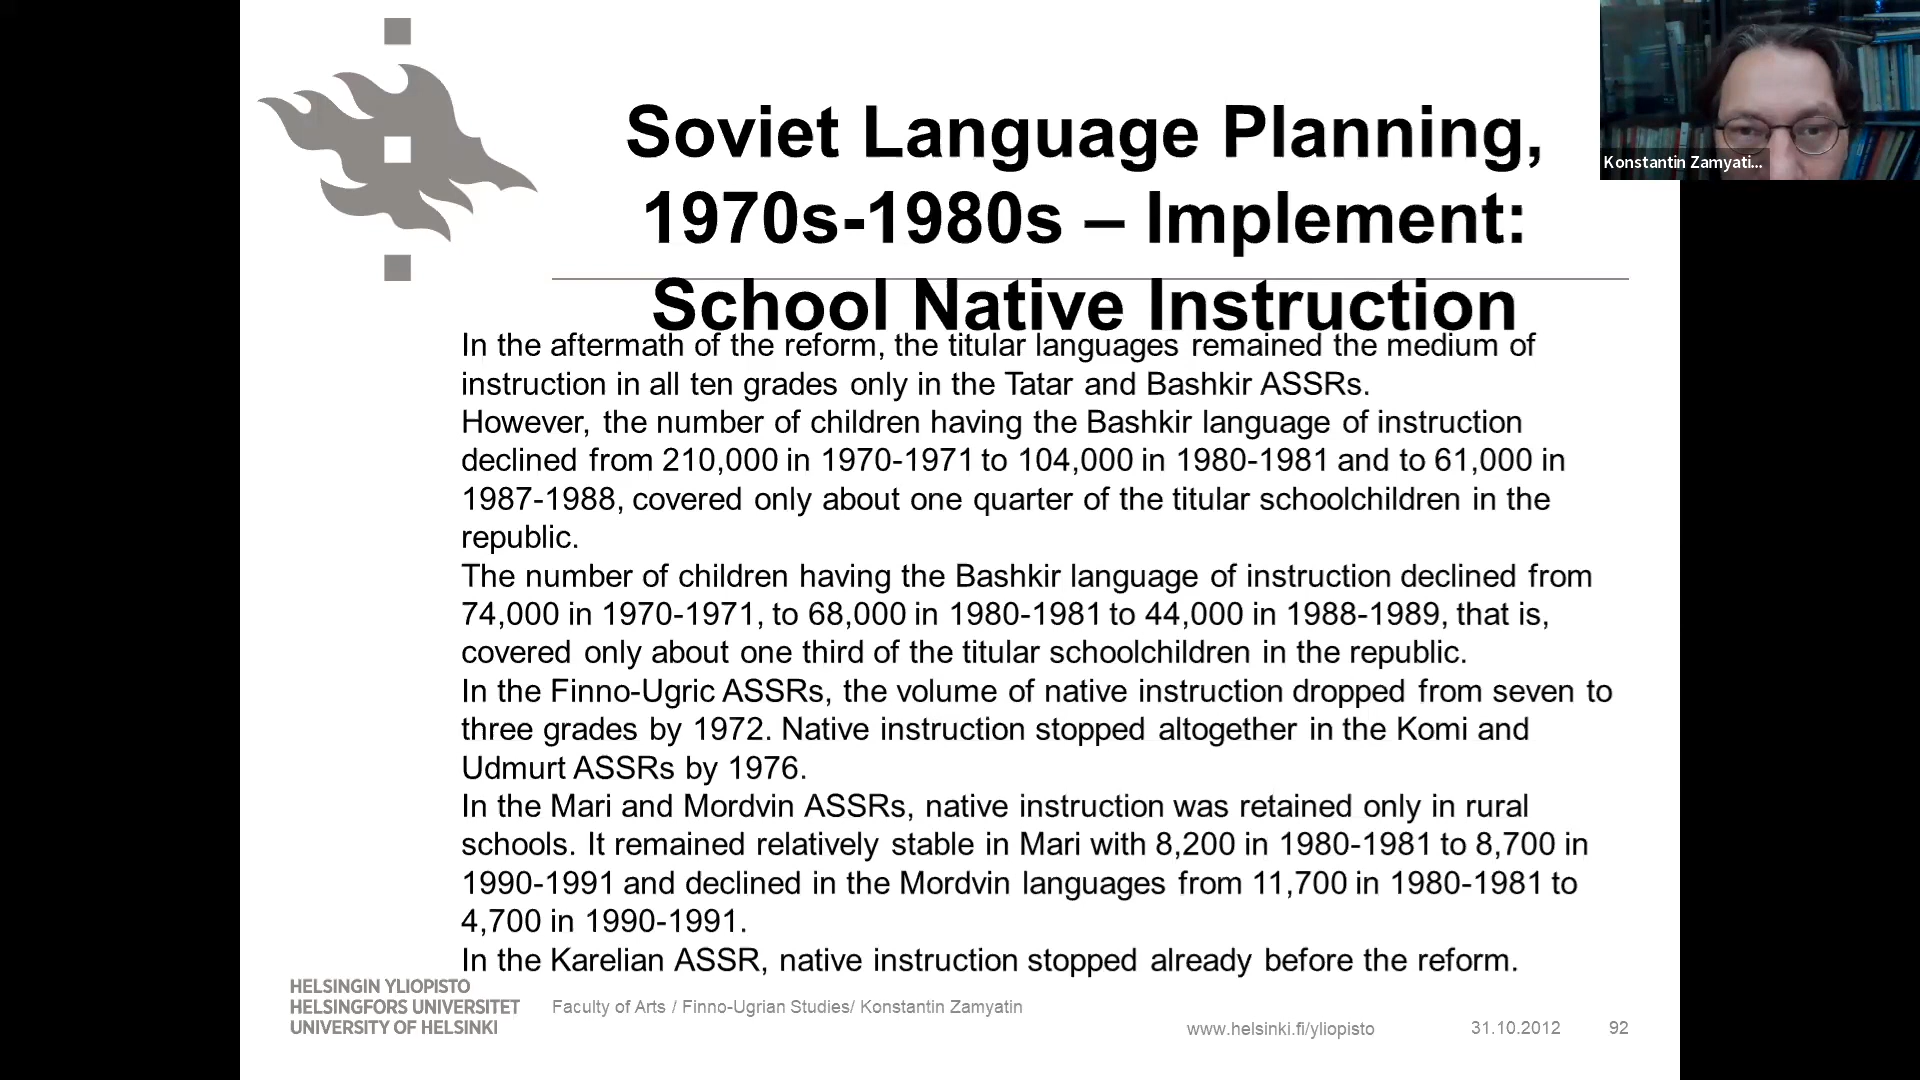 Soviet Language Planning,
1970s-1980s – Implement:
School Native Instruction
Konstantin Zamyati...
In the aftermath of the reform, the titular languages remained the medium of
instruction in all ten grades only in the Tatar and Bashkir ASSRs.
However, the number of children having the Bashkir language of instruction
declined from 210,000 in 1970-1971 to 104,000 in 1980-1981 and to 61,000 in
1987-1988, covered only about one quarter of the titular schoolchildren in the
republic.
The number of children having the Bashkir language of instruction declined from
74,000 in 1970-1971, to 68,000 in 1980-1981 to 44,000 in 1988-1989, that is,
covered only about one third of the titular schoolchildren in the republic.
In the Finno-Ugric ASSRs, the volume of native instruction dropped from seven to
three grades by 1972. Native instruction stopped altogether in the Komi and
Udmurt ASSRs by 1976.
In the Mari and Mordvin ASSRs, native instruction was retained only in rural
schools. It remained relatively stable in Mari with 8,200 in 1980-1981 to 8,700 in
1990-1991 and declined in the Mordvin languages from 11,700 in 1980-1981 to
4,700 in 1990-1991.
In the Karelian ASSR, native instruction stopped already before the reform.
HELSINGIN YLIOPISTO
HELSINGFORS UNIVERSITET
UNIVERSITY OF HELSINKI
Faculty of Arts / Finno-Ugrian Studies/ Konstantin Zamyatin
www.helsinki.fi/yliopisto
31.10.2012
92